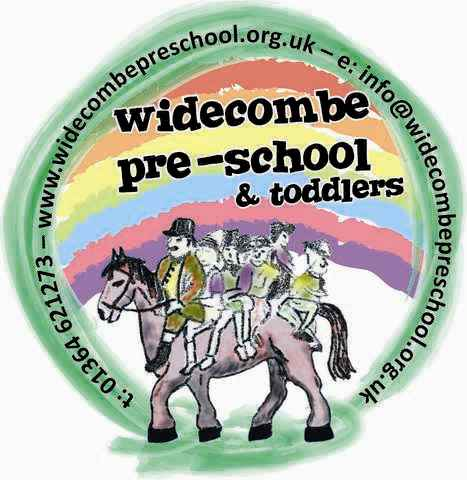 t: 01364 621273 – www.widecombepreschool.org.uk – e: info@widecombepreschool.org.uk
widecombe
pre-school
& toddlers